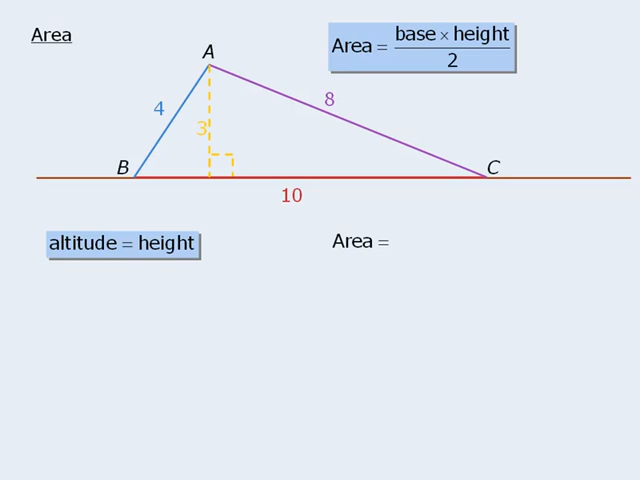 Area
Area = base × height / 2
A
4
8
3
B
C
10
altitude = height
Area =